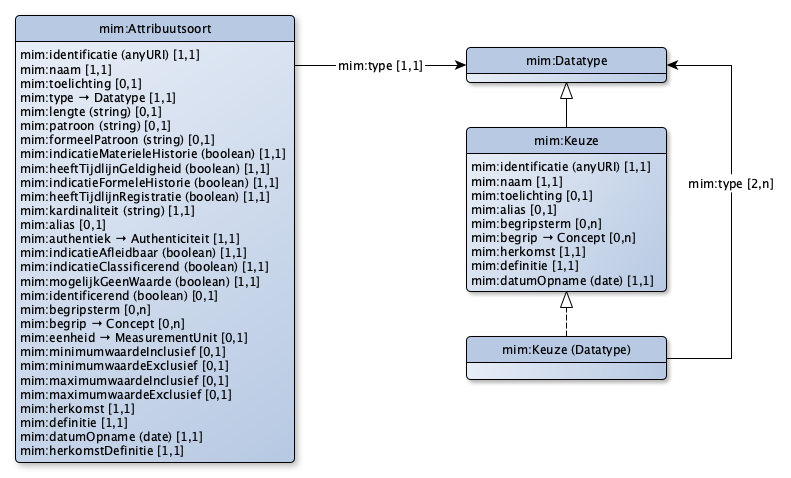 mim:Attribuutsoort
mim:identificatie (anyURI) [1,1]
mim:naam [1,1]
mim:toelichting [0,1]
mim:type → Datatype [1,1]
mim:lengte (string) [0,1]
mim:patroon (string) [0,1]
mim:formeelPatroon (string) [0,1]
mim:indicatieMaterieleHistorie (boolean) [1,1]
mim:heeftTijdlijnGeldigheid (boolean) [1,1]
mim:indicatieFormeleHistorie (boolean) [1,1]
mim:heeftTijdlijnRegistratie (boolean) [1,1]
mim:kardinaliteit (string) [1,1]
mim:alias [0,1]
mim:authentiek → Authenticiteit [1,1]
mim:indicatieAfleidbaar (boolean) [1,1]
mim:indicatieClassificerend (boolean) [1,1]
mim:mogelijkGeenWaarde (boolean) [1,1]
mim:identificerend (boolean) [0,1]
mim:begripsterm [0,n]
mim:begrip → Concept [0,n]
mim:eenheid → MeasurementUnit [0,1]
mim:minimumwaardeInclusief [0,1]
mim:minimumwaardeExclusief [0,1]
mim:maximumwaardeInclusief [0,1]
mim:maximumwaardeExclusief [0,1]
mim:herkomst [1,1]
mim:definitie [1,1]
mim:datumOpname (date) [1,1]
mim:herkomstDefinitie [1,1]
mim:type [1,1]
mim:Datatype
mim:Keuze
mim:identificatie (anyURI) [1,1]
mim:naam [1,1]
mim:toelichting [0,1]
mim:alias [0,1]
mim:begripsterm [0,n]
mim:begrip → Concept [0,n]
mim:herkomst [1,1]
mim:definitie [1,1]
mim:datumOpname (date) [1,1]
mim:type [2,n]
mim:Keuze (Datatype)